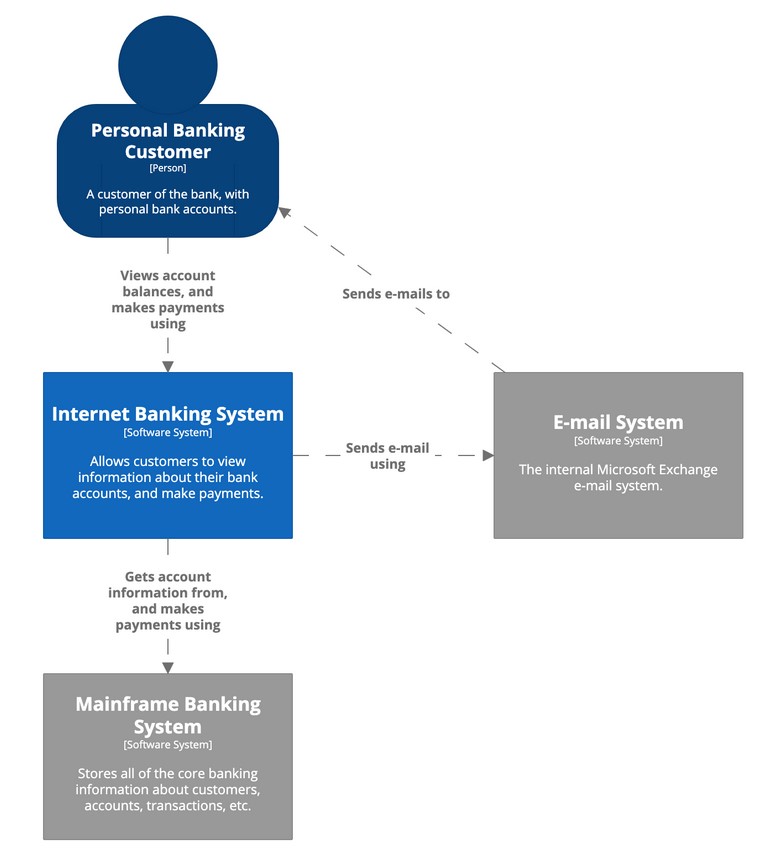 Personal Banking
Customer
[Person]
A customer of the bank, with
personal bank accounts.
Views account
balances, and
makes payments
using
Sends e-mails to
Internet Banking System
[Software System]
Allows customers to view
information about their bank
accounts, and make payments.
Sends e-mail
using
E-mail System
[Software System]
The internal Microsoft Exchange
e-mail system.
Gets account
information from,
and makes
payments using
Mainframe Banking
System
[Software System]
Stores all of the core banking
information about customers,
accounts, transactions, etc.